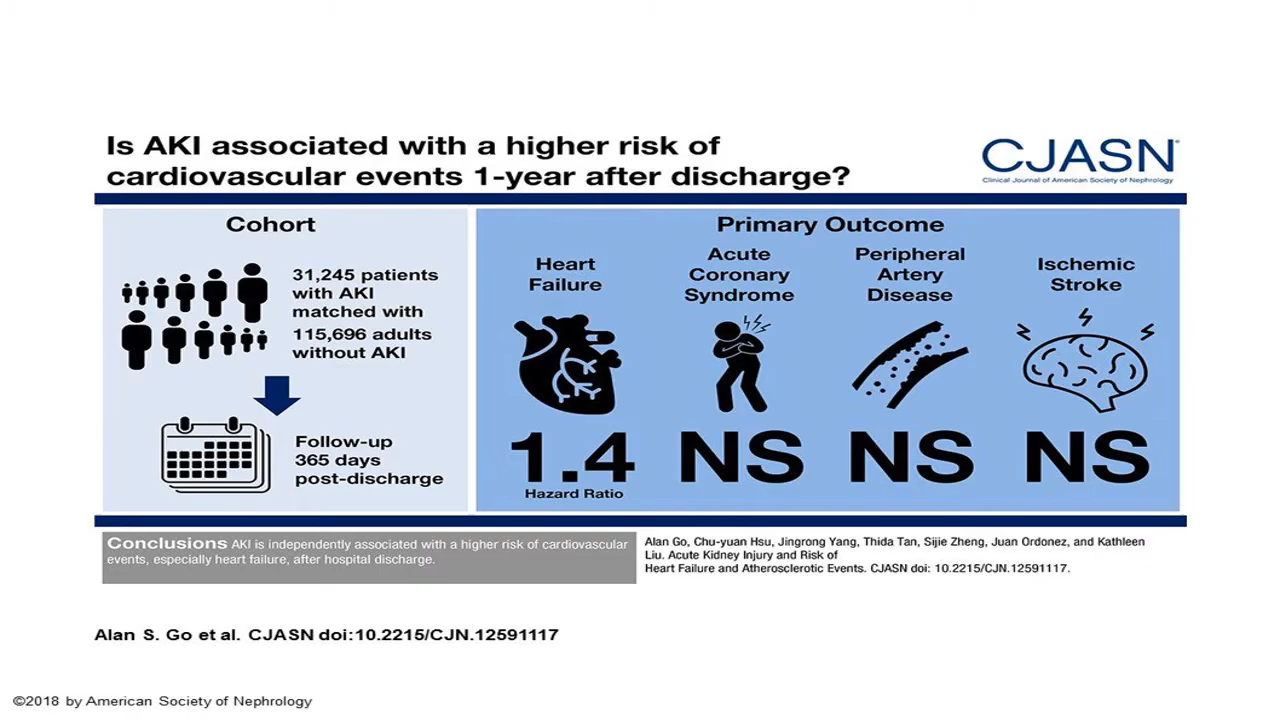 Is AKI associated with a higher risk of
cardiovascular events 1-year after discharge?
CJASN
Clinical Journal of American Society of Nephrology
Cohort
31,245 patients
with AKI
matched with
115,696 adults
without AKI
Follow-up
365 days
post-discharge
Primary Outcome
Heart
Failure
1.4
Hazard Ratio
Acute
Coronary
Syndrome
NS
Peripheral
Artery
Disease
NS
Ischemic
Stroke
NS
Conclusions AKI is independently associated with a higher risk of cardiovascular
events, especially heart failure, after hospital discharge.
Alan Go, Chu-yuan Hsu, Jingrong Yang, Thida Tan, Sijie Zheng, Juan Ordonez, and Kathleen
Liu. Acute Kidney Injury and Risk of
Heart Failure and Atherosclerotic Events. CJASN doi: 10.2215/CJN.12591117.
Alan S. Go et al. CJASN doi:10.2215/CJN.12591117
©2018 by American Society of Nephrology